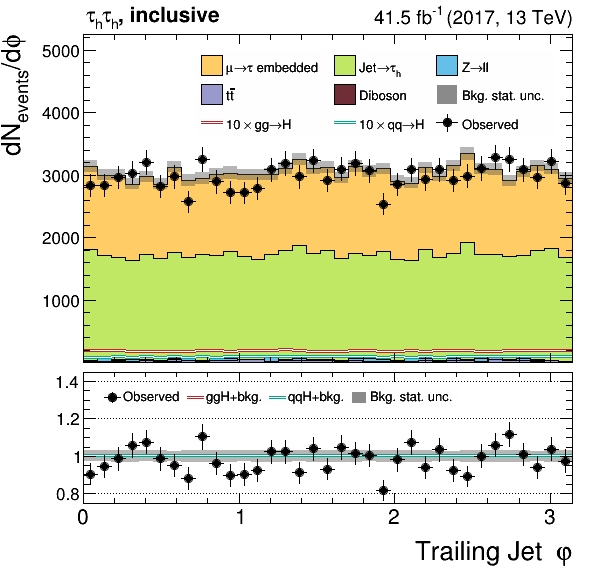 τₕτₕ, inclusive 41.5 fb⁻¹ (2017, 13 TeV)
dN_events/dϕ
μ→τ embedded Jet→τₕ Z→ll
tt̄ Diboson Bkg. stat. unc.
10 × gg→H 10 × qq→H Observed
5000
4000
3000
2000
1000
Observed ggH+bkg. qqH+bkg. Bkg. stat. unc.
1.4
1.2
1
0.8
0 1 2 3
Trailing Jet φ